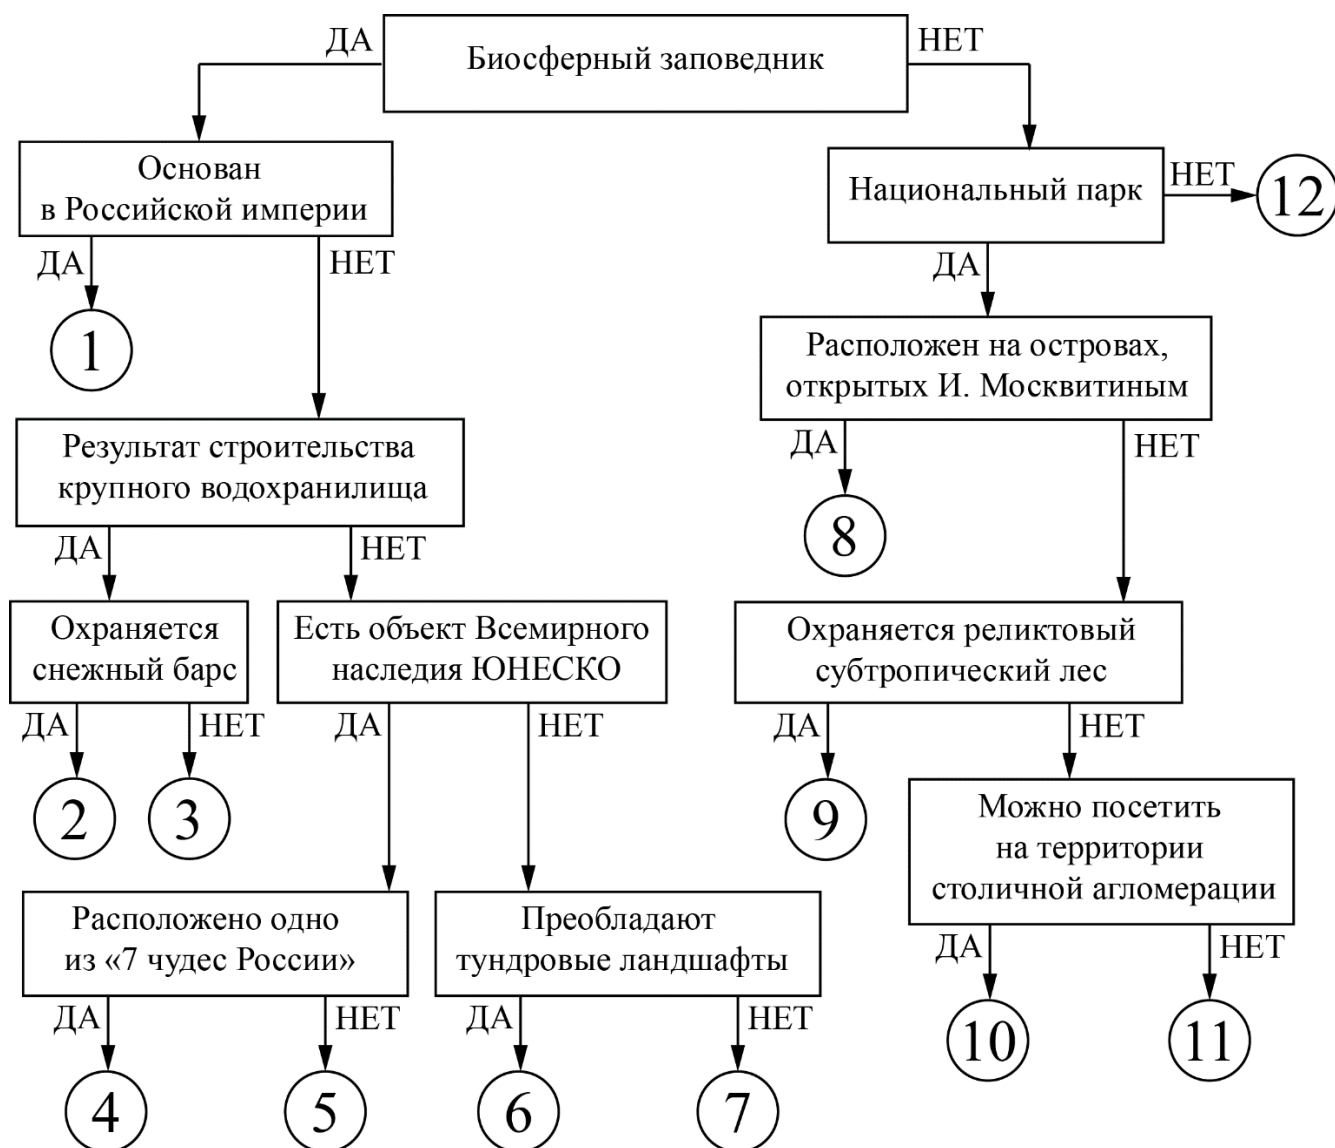 Биосферный заповедник
ДА
НЕТ
Основан
в Российской империи
Национальный парк
НЕТ
12
ДА
НЕТ
ДА
1
Расположен на островах,
открытых И. Москвитиным
Результат строительства
крупного водохранилища
ДА
НЕТ
8
ДА
НЕТ
Охраняется
снежный барс
Есть объект Всемирного
наследия ЮНЕСКО
Охраняется реликтовый
субтропический лес
ДА
НЕТ
ДА
НЕТ
ДА
НЕТ
2
3
9
Можно посетить
на территории
столичной агломерации
Расположено одно
из «7 чудес России»
Преобладают
тундровые ландшафты
ДА
НЕТ
ДА
НЕТ
ДА
НЕТ
10
11
4
5
6
7